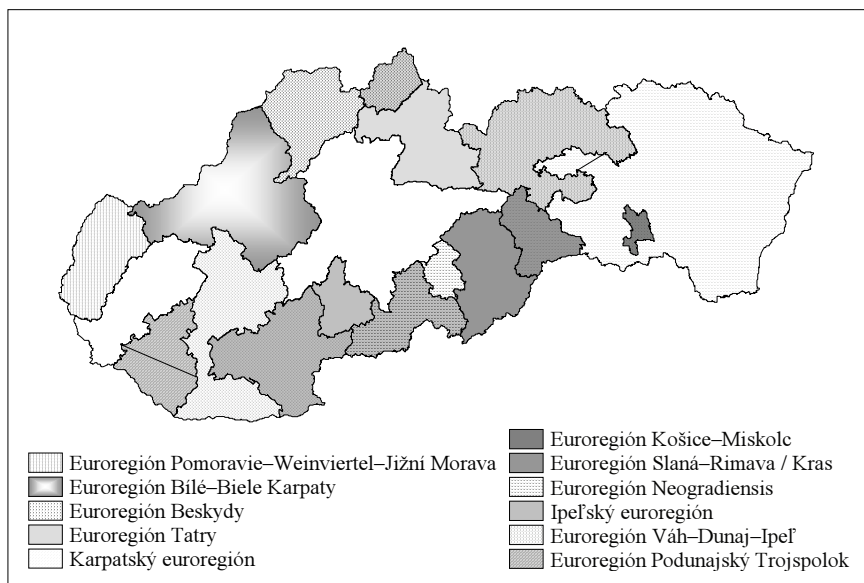 Euroregión Pomoravie–Weinviertel–Jižní Morava
Euroregión Bílé–Biele Karpaty
Euroregión Beskydy
Euroregión Tatry
Karpatský euroregión
Euroregión Košice–Miskolc
Euroregión Slaná–Rimava / Kras
Euroregión Neogradiensis
Ipeľský euroregión
Euroregión Váh–Dunaj–Ipeľ
Euroregión Podunajský Trojspolok